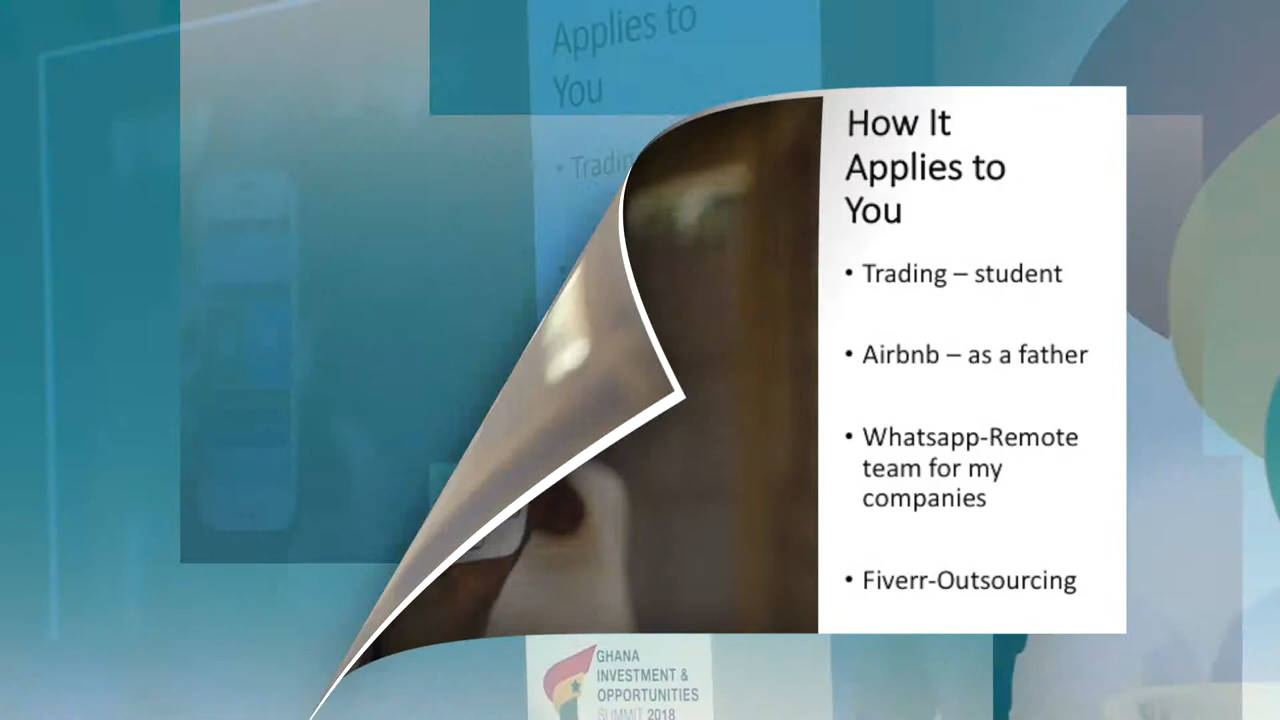 Applies to
You
• Tradin
How It
Applies to
You
• Trading – student
• Airbnb – as a father
• Whatsapp-Remote
team for my
companies
• Fiverr-Outsourcing
GHANA
INVESTMENT &
OPPORTUNITIES
SUMMIT 2018